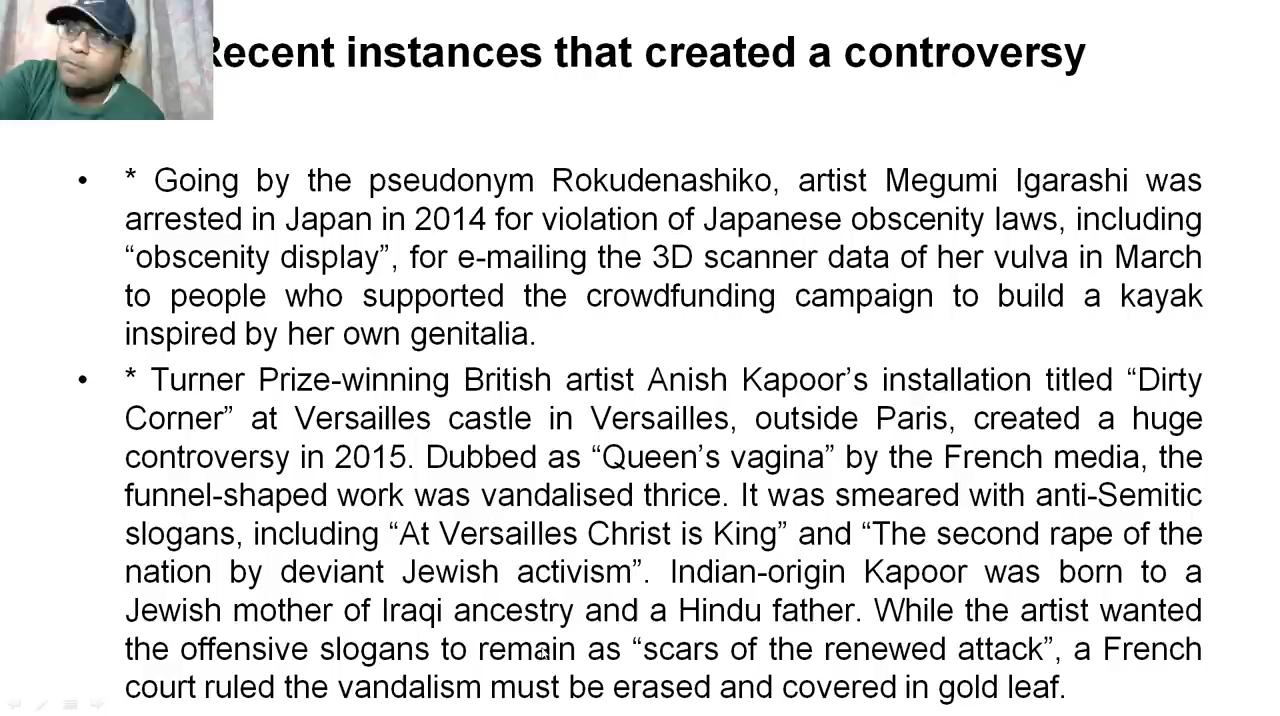 Recent instances that created a controversy
• * Going by the pseudonym Rokudenashiko, artist Megumi Igarashi was
arrested in Japan in 2014 for violation of Japanese obscenity laws, including
“obscenity display”, for e-mailing the 3D scanner data of her vulva in March
to people who supported the crowdfunding campaign to build a kayak
inspired by her own genitalia.
• * Turner Prize-winning British artist Anish Kapoor’s installation titled “Dirty
Corner” at Versailles castle in Versailles, outside Paris, created a huge
controversy in 2015. Dubbed as “Queen’s vagina” by the French media, the
funnel-shaped work was vandalised thrice. It was smeared with anti-Semitic
slogans, including “At Versailles Christ is King” and “The second rape of the
nation by deviant Jewish activism”. Indian-origin Kapoor was born to a
Jewish mother of Iraqi ancestry and a Hindu father. While the artist wanted
the offensive slogans to remain as “scars of the renewed attack”, a French
court ruled the vandalism must be erased and covered in gold leaf.